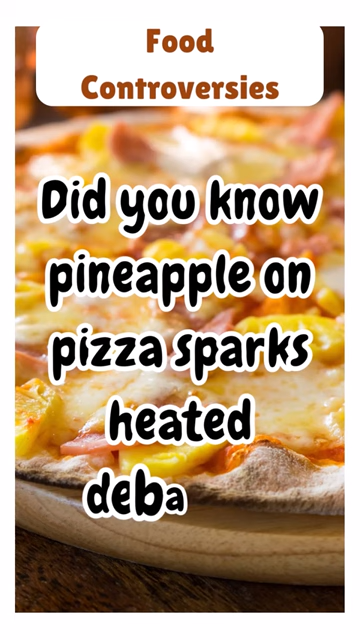 Food
Controversies
Did you know
pineapple on
pizza sparks
heated
deba